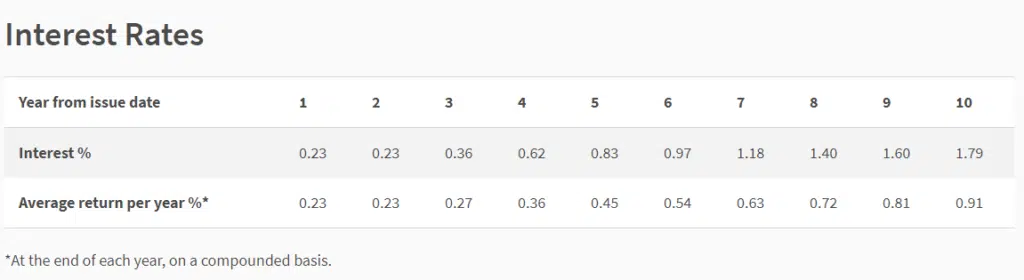 Interest Rates
Year from issue date 1 2 3 4 5 6 7 8 9 10
Interest % 0.23 0.23 0.36 0.62 0.83 0.97 1.18 1.40 1.60 1.79
Average return per year %* 0.23 0.23 0.27 0.36 0.45 0.54 0.63 0.72 0.81 0.91
*At the end of each year, on a compounded basis.